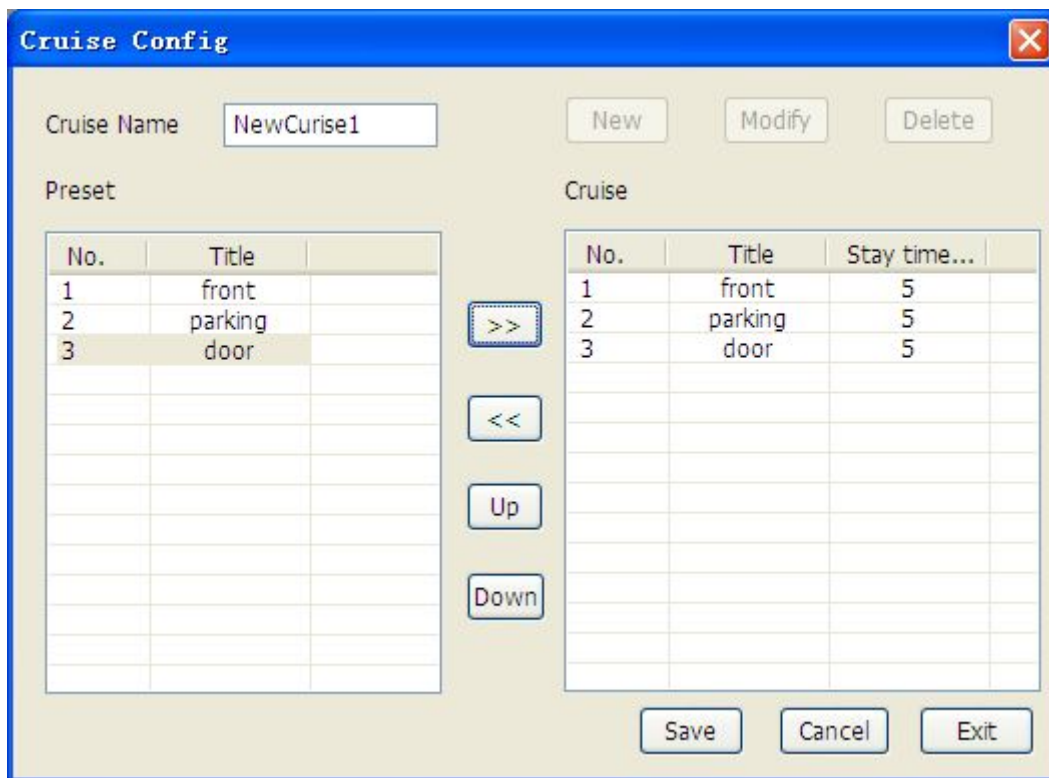 Cruise Config
Cruise Name NewCurise1 New Modify Delete
Preset Cruise
No. Title No. Title Stay time...
1 front 1 front 5
2 parking 2 parking 5
3 door 3 door 5
>>
<<
Up
Down
Save Cancel Exit